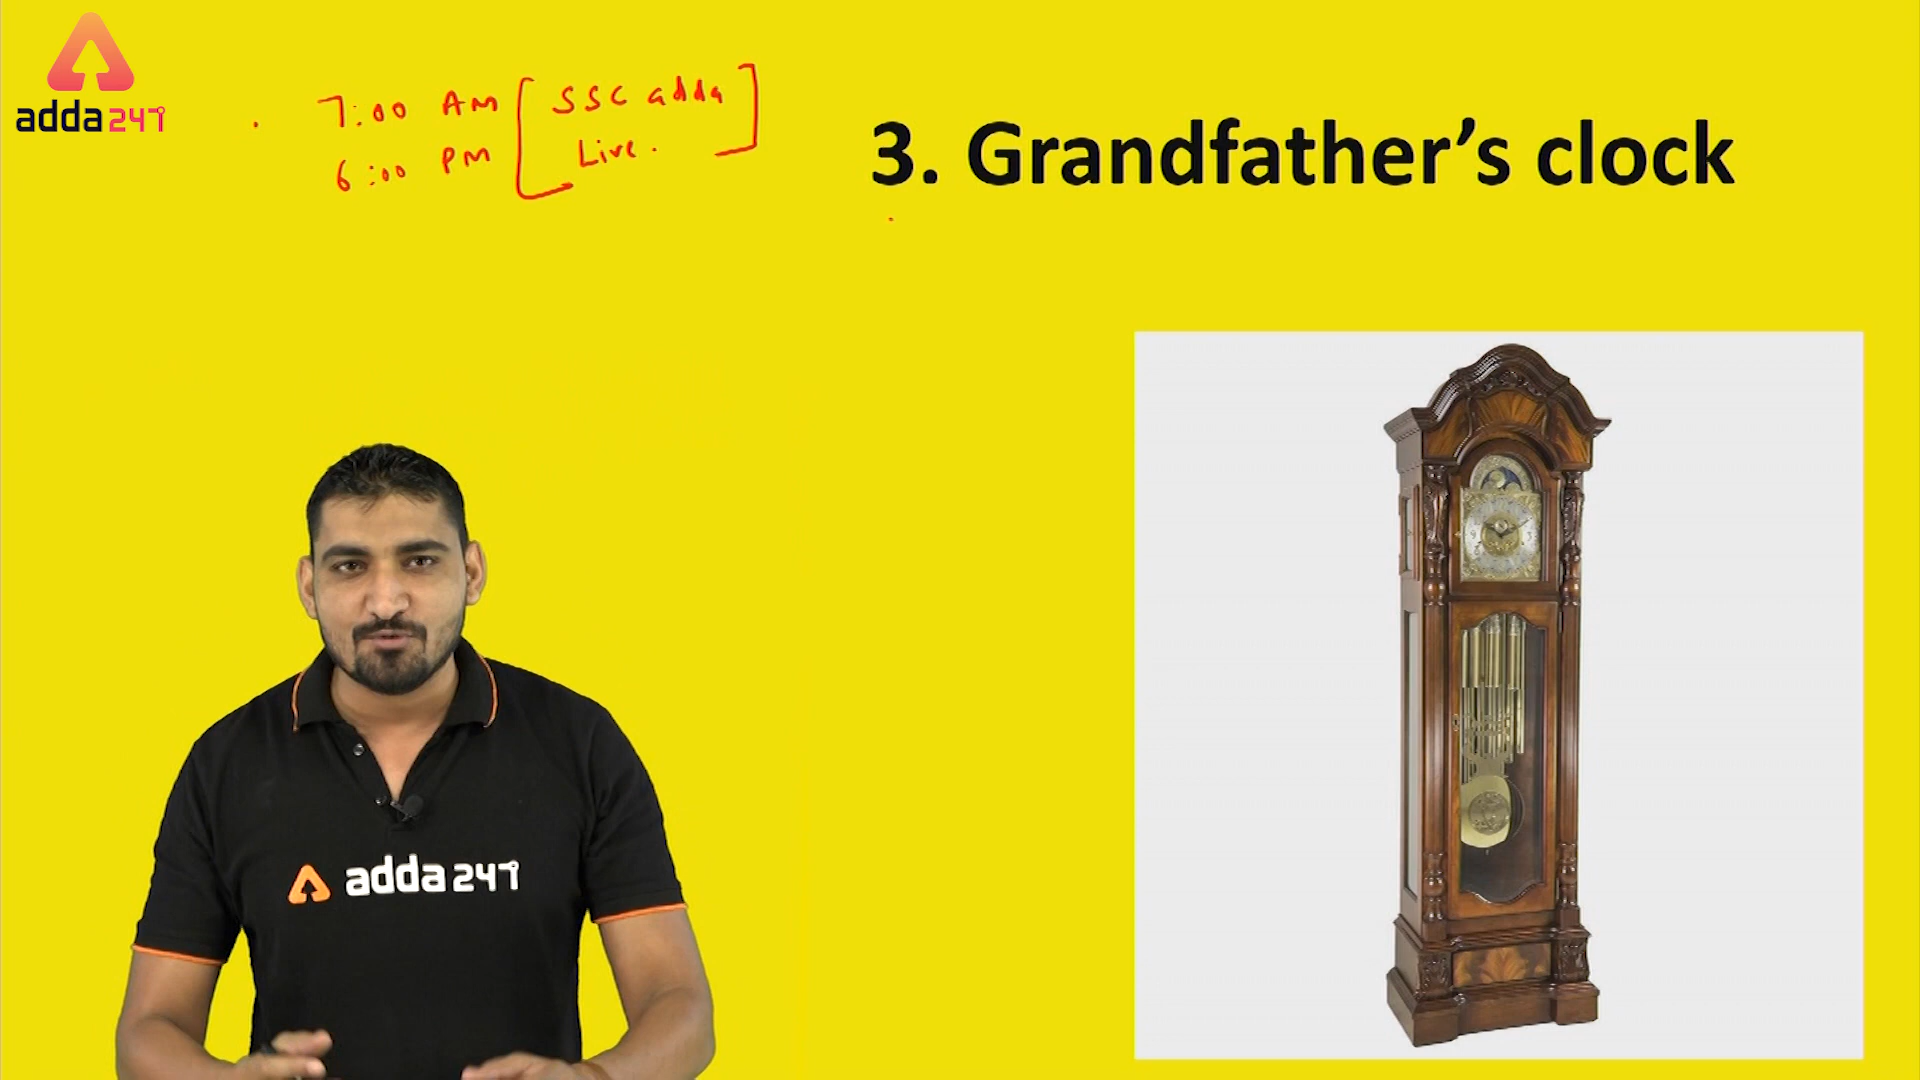 adda247
7:00 AM [ SSC adda
6:00 PM Live. ]
3. Grandfather’s clock
adda247